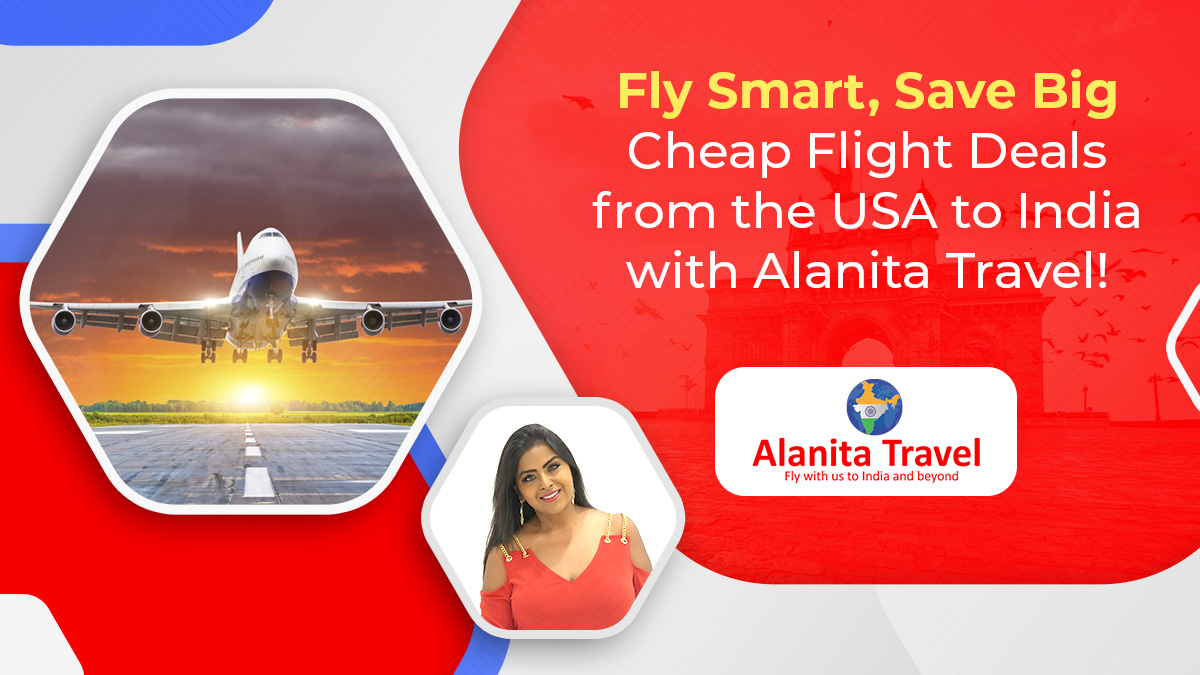 Fly Smart, Save Big
Cheap Flight Deals
from the USA to India
with Alanita Travel!
Alanita Travel
Fly with us to India and beyond